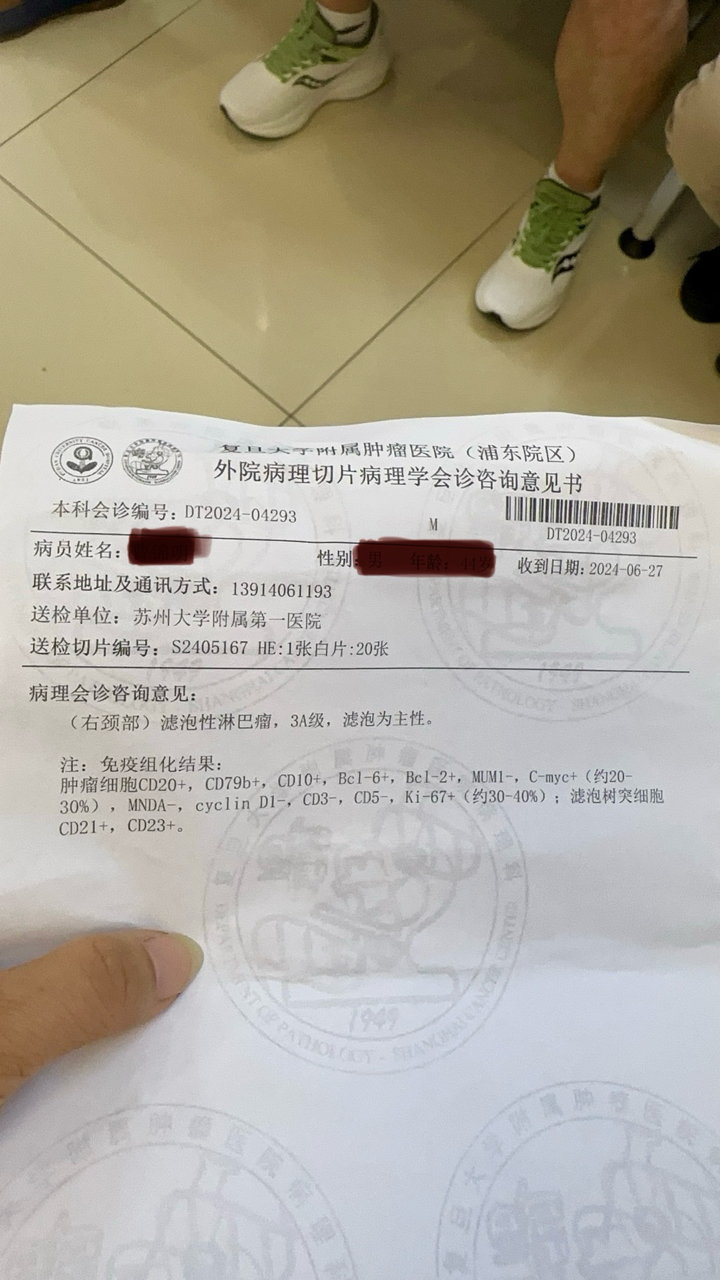 复旦大学附属肿瘤医院（浦东院区）
外院病理切片病理学会诊咨询意见书
本科会诊编号：DT2024-04293
M
DT2024-04293
病员姓名：
性别：
收到日期：2024-06-27
联系地址及通讯方式：13914061193
送检单位：苏州大学附属第一医院
送检切片编号：S2405167 HE:1张白片:20张
病理会诊咨询意见：
（右颈部）滤泡性淋巴瘤，3A级，滤泡为主性。
注：免疫组化结果：
肿瘤细胞CD20+，CD79b+，CD10+，Bcl-6+，Bcl-2+，MUM1-，C-myc+（约20-
30%），MNDA-，cyclin D1-，CD3-，CD5-，Ki-67+（约30-40%）；滤泡树突细胞
CD21+，CD23+。
1949
DEPARTMENT OF PATHOLOGY - SHANGHAI CANCER CENTER